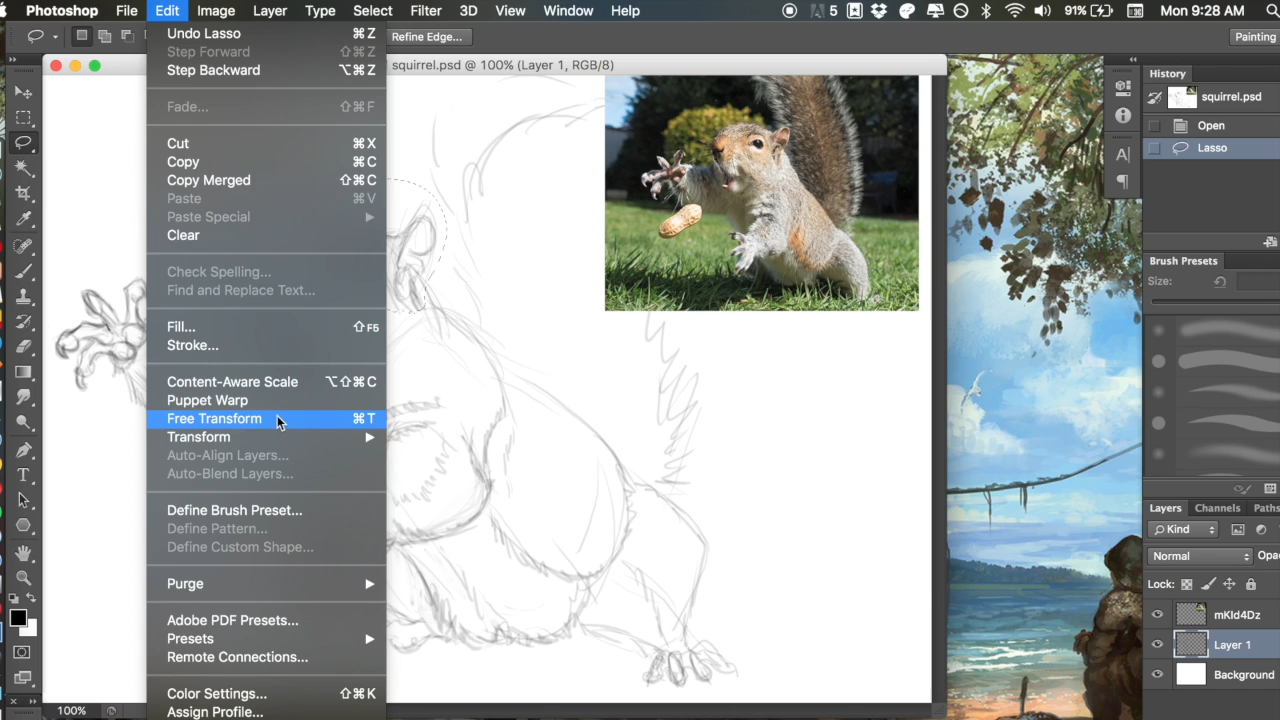 Photoshop File Edit Image Layer Type Select Filter 3D View Window Help 5 91% Mon 9:28 AM
Refine Edge... Painting
squirrel.psd @ 100% (Layer 1, RGB/8)
Undo Lasso ⌘Z
Step Forward ⇧⌘Z
Step Backward ⌥⌘Z
Fade... ⇧⌘F
Cut ⌘X
Copy ⌘C
Copy Merged ⇧⌘C
Paste ⌘V
Paste Special
Clear
Check Spelling...
Find and Replace Text...
Fill... ⇧F5
Stroke...
Content-Aware Scale ⌥⇧⌘C
Puppet Warp
Free Transform ⌘T
Transform
Auto-Align Layers...
Auto-Blend Layers...
Define Brush Preset...
Define Pattern...
Define Custom Shape...
Purge
Adobe PDF Presets...
Presets
Remote Connections...
Color Settings... ⇧⌘K
Assign Profile...
100%
History
squirrel.psd
Open
Lasso
Brush Presets
Size:
Layers Channels Paths
Kind
Normal Opa
Lock:
mKId4Dz
Layer 1
Background